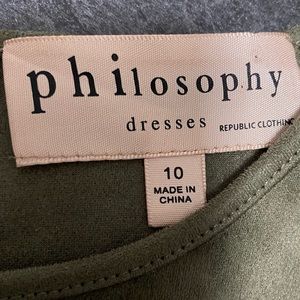 philosophy
dresses REPUBLIC CLOTHING
10
MADE IN
CHINA